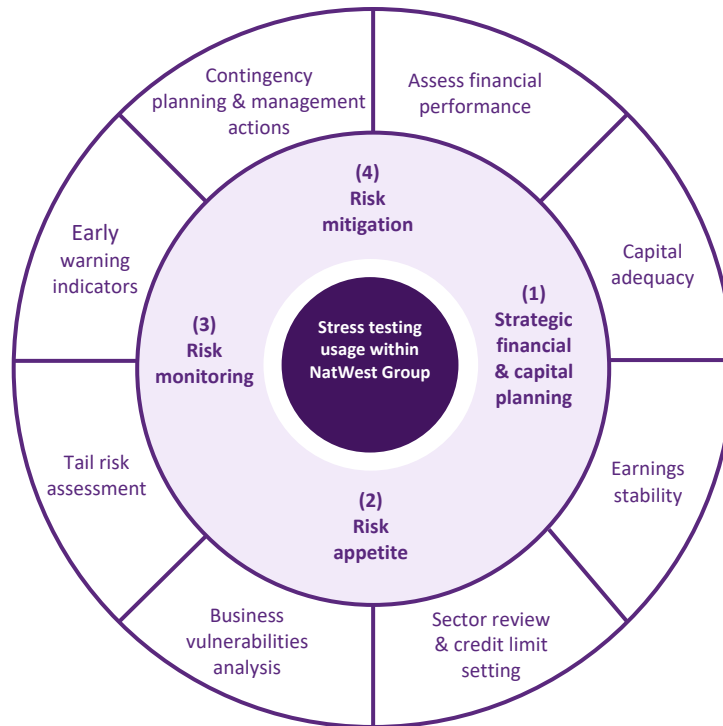 Contingency
planning & management
actions
Assess financial
performance
(4)
Risk
mitigation
Early
warning
indicators
Capital
adequacy
(3)
Risk
monitoring
Stress testing
usage within
NatWest Group
(1)
Strategic
financial
& capital
planning
Tail risk
assessment
Earnings
stability
(2)
Risk
appetite
Business
vulnerabilities
analysis
Sector review
& credit limit
setting